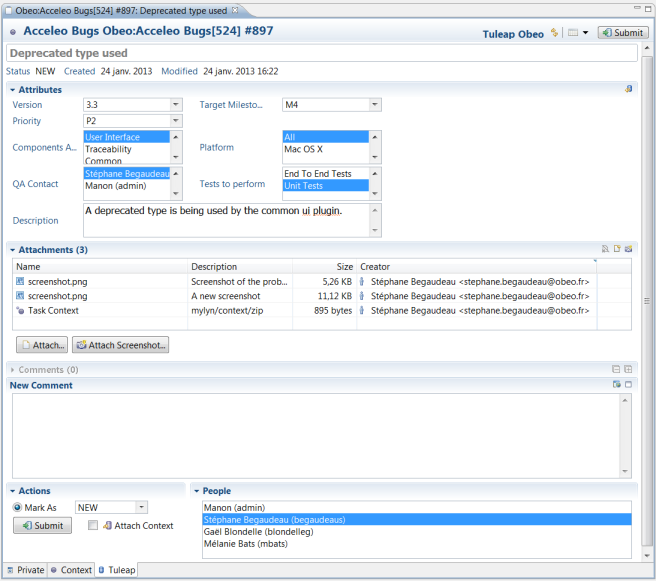 Obeo:Acceleo Bugs[524] #897: Deprecated type used
Acceleo Bugs Obeo:Acceleo Bugs[524] #897
Tuleap Obeo
Submit
Deprecated type used
Status NEW Created 24 janv. 2013 Modified 24 janv. 2013 16:22
Attributes
Version 3.3 Target Milesto... M4
Priority P2
Components A... User Interface
Traceability
Common
Platform All
Mac OS X
QA Contact Stéphane Begaudeau
Manon (admin)
Tests to perform End To End Tests
Unit Tests
Description A deprecated type is being used by the common ui plugin.
Attachments (3)
Name Description Size Creator
screenshot.png Screenshot of the prob... 5,26 KB Stéphane Begaudeau <stephane.begaudeau@obeo.fr>
screenshot.png A new screenshot 11,12 KB Stéphane Begaudeau <stephane.begaudeau@obeo.fr>
Task Context mylyn/context/zip 895 bytes Stéphane Begaudeau <stephane.begaudeau@obeo.fr>
Attach... Attach Screenshot...
Comments (0)
New Comment
Actions
Mark As NEW
Submit Attach Context
People
Manon (admin)
Stéphane Begaudeau (begaudeaus)
Gaël Blondelle (blondelleg)
Mélanie Bats (mbats)
Private Context Tuleap